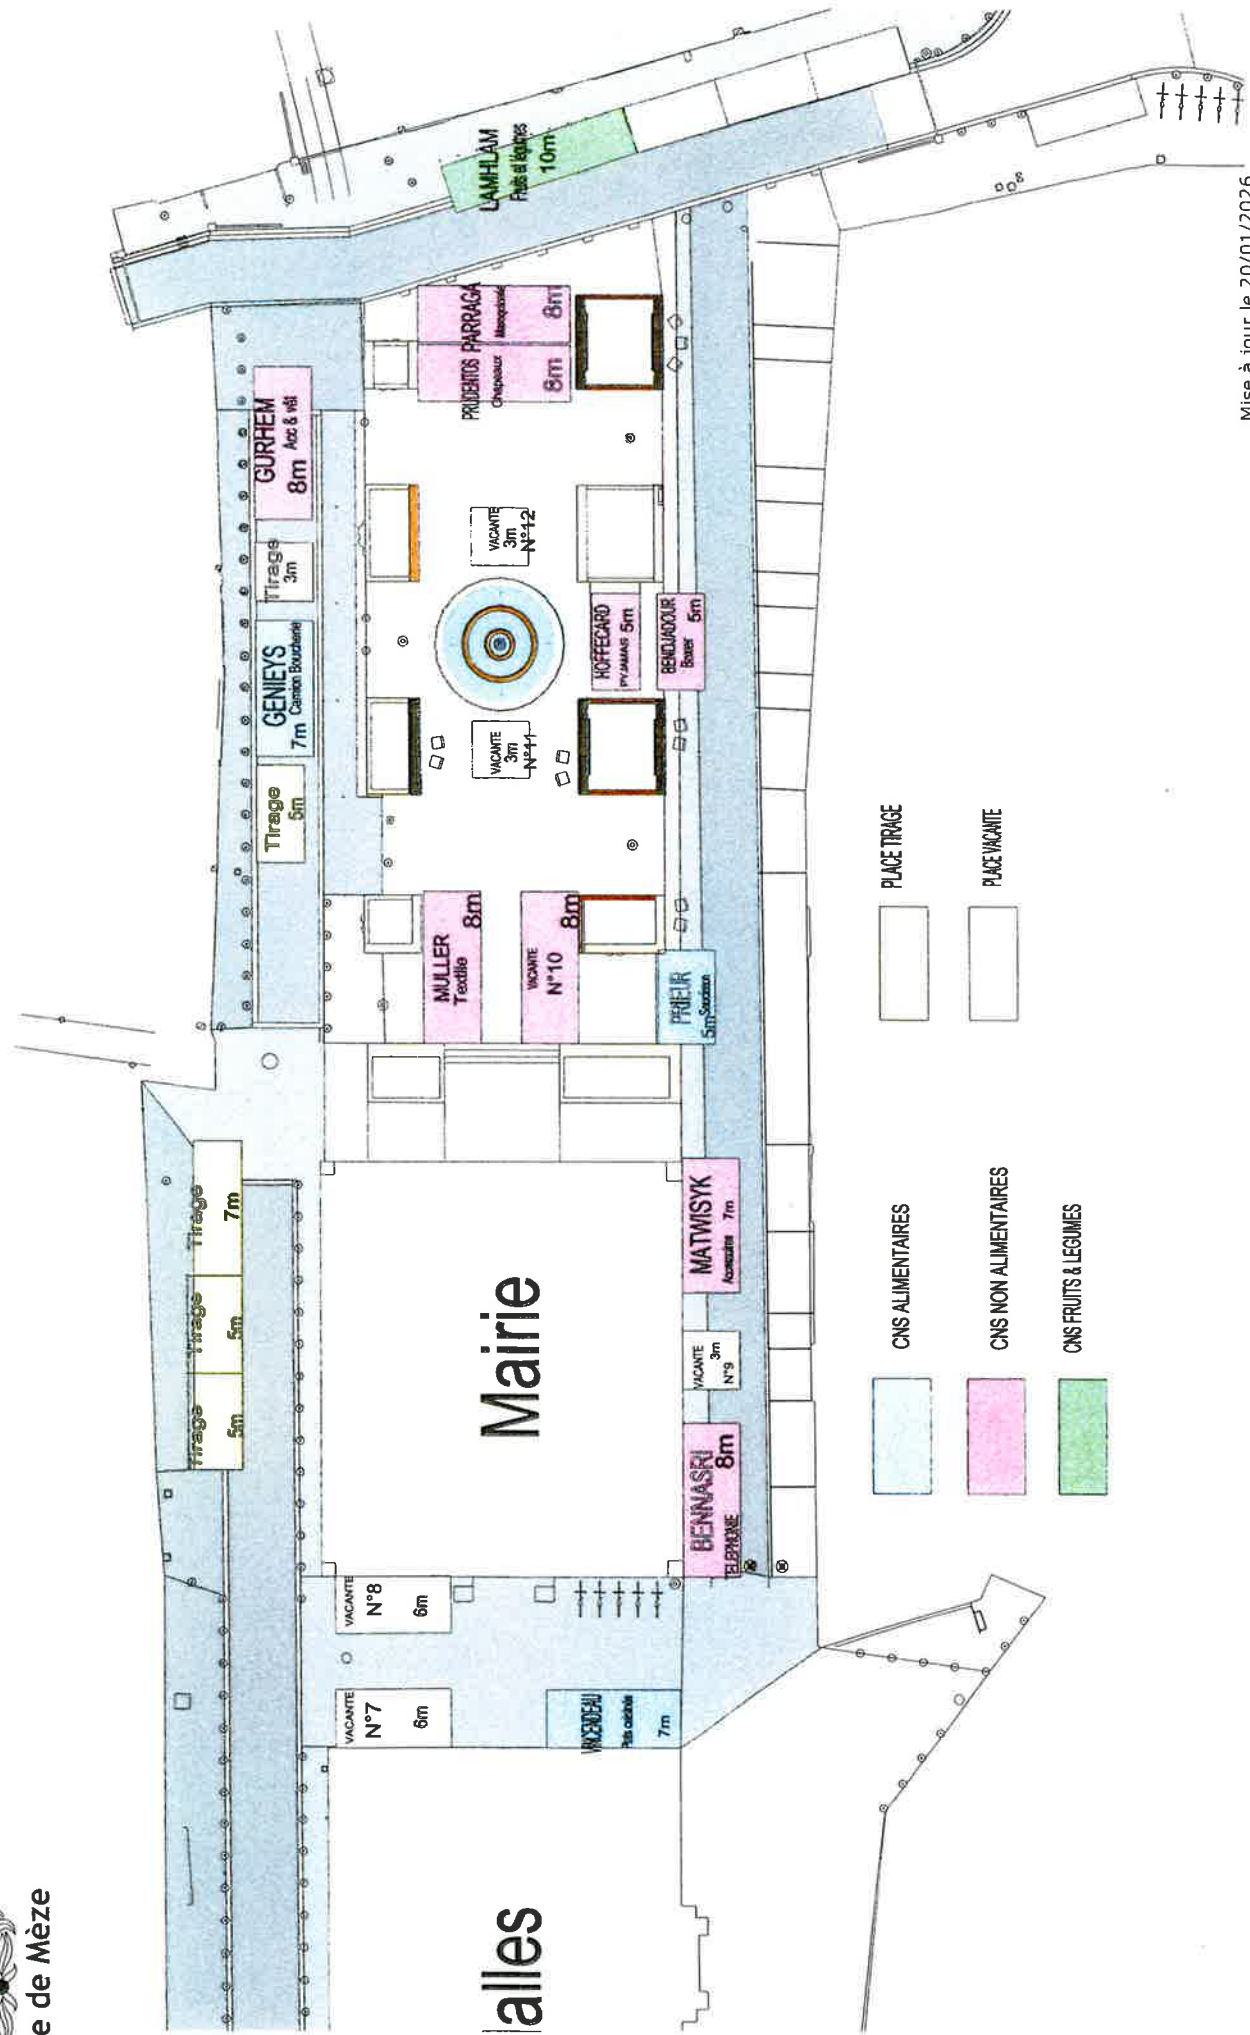 e de Mèze
LAMHLAM
Fruits et légumes
10m
GURHEM
Acc & vêt
8m
Tirage
3m
GENIEYS
Camion Boucherie
7m
Tirage
5m
PARRAGA
8m
PRUDENTOS
Chapeaux
8m
VACANTE
3m
N°12
VACANTE
3m
N°11
HOFFECARD
PYJAMAS 5m
BENDJADOUR
Boxer 5m
MULLER
Textile
8m
VACANTE
N°10
8m
PRIEUR
5m
Tirage
7m
Tirage
5m
Tirage
5m
Mairie
MATWISYK
Accessoires 7m
VACANTE
3m
N°9
BENNASRI
8m
TELEPHONIE
VACANTE
N°8
6m
VACANTE
N°7
6m
VINCENDEAU
7m
alles
PLACE TIRAGE
PLACE VACANTE
CNS ALIMENTAIRES
CNS NON ALIMENTAIRES
CNS FRUITS & LEGUMES
Mise à jour le 20/01/2026